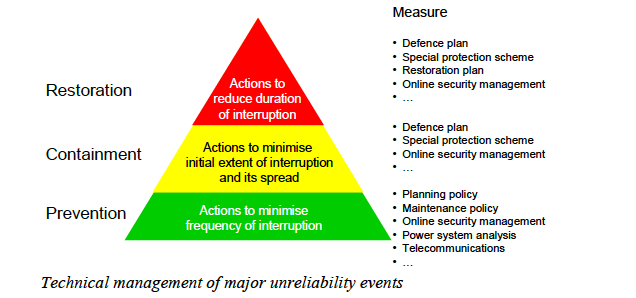 Measure
Restoration
Actions to
reduce duration
of interruption
• Defence plan
• Special protection scheme
• Restoration plan
• Online security management
• …
Containment
Actions to minimise
initial extent of interruption
and its spread
• Defence plan
• Special protection scheme
• Online security management
• …
Prevention
Actions to minimise
frequency of interruption
• Planning policy
• Maintenance policy
• Online security management
• Power system analysis
• Telecommunications
• …
Technical management of major unreliability events